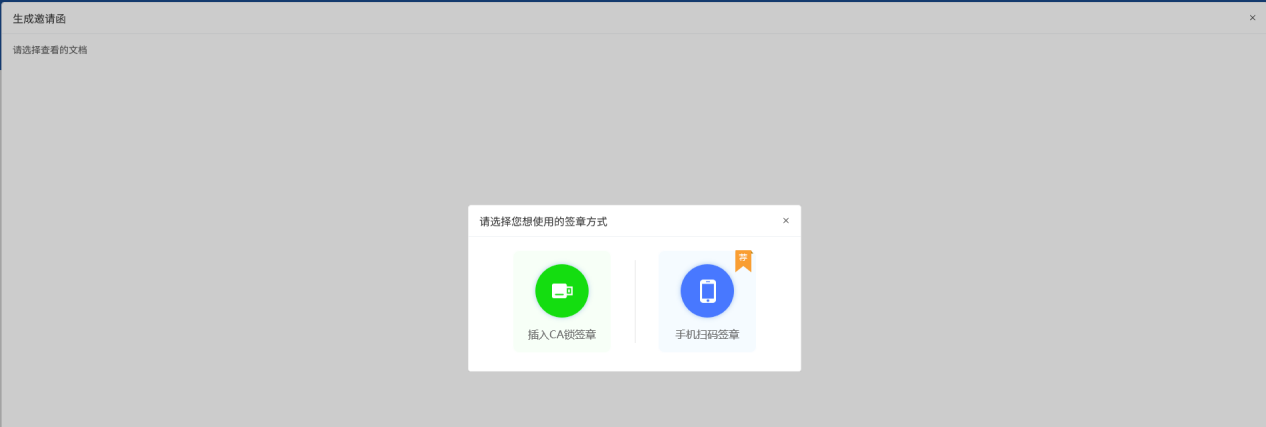 生成邀请函
请选择查看的文档
请选择您想使用的签章方式
荐
插入CA锁签章
手机扫码签章